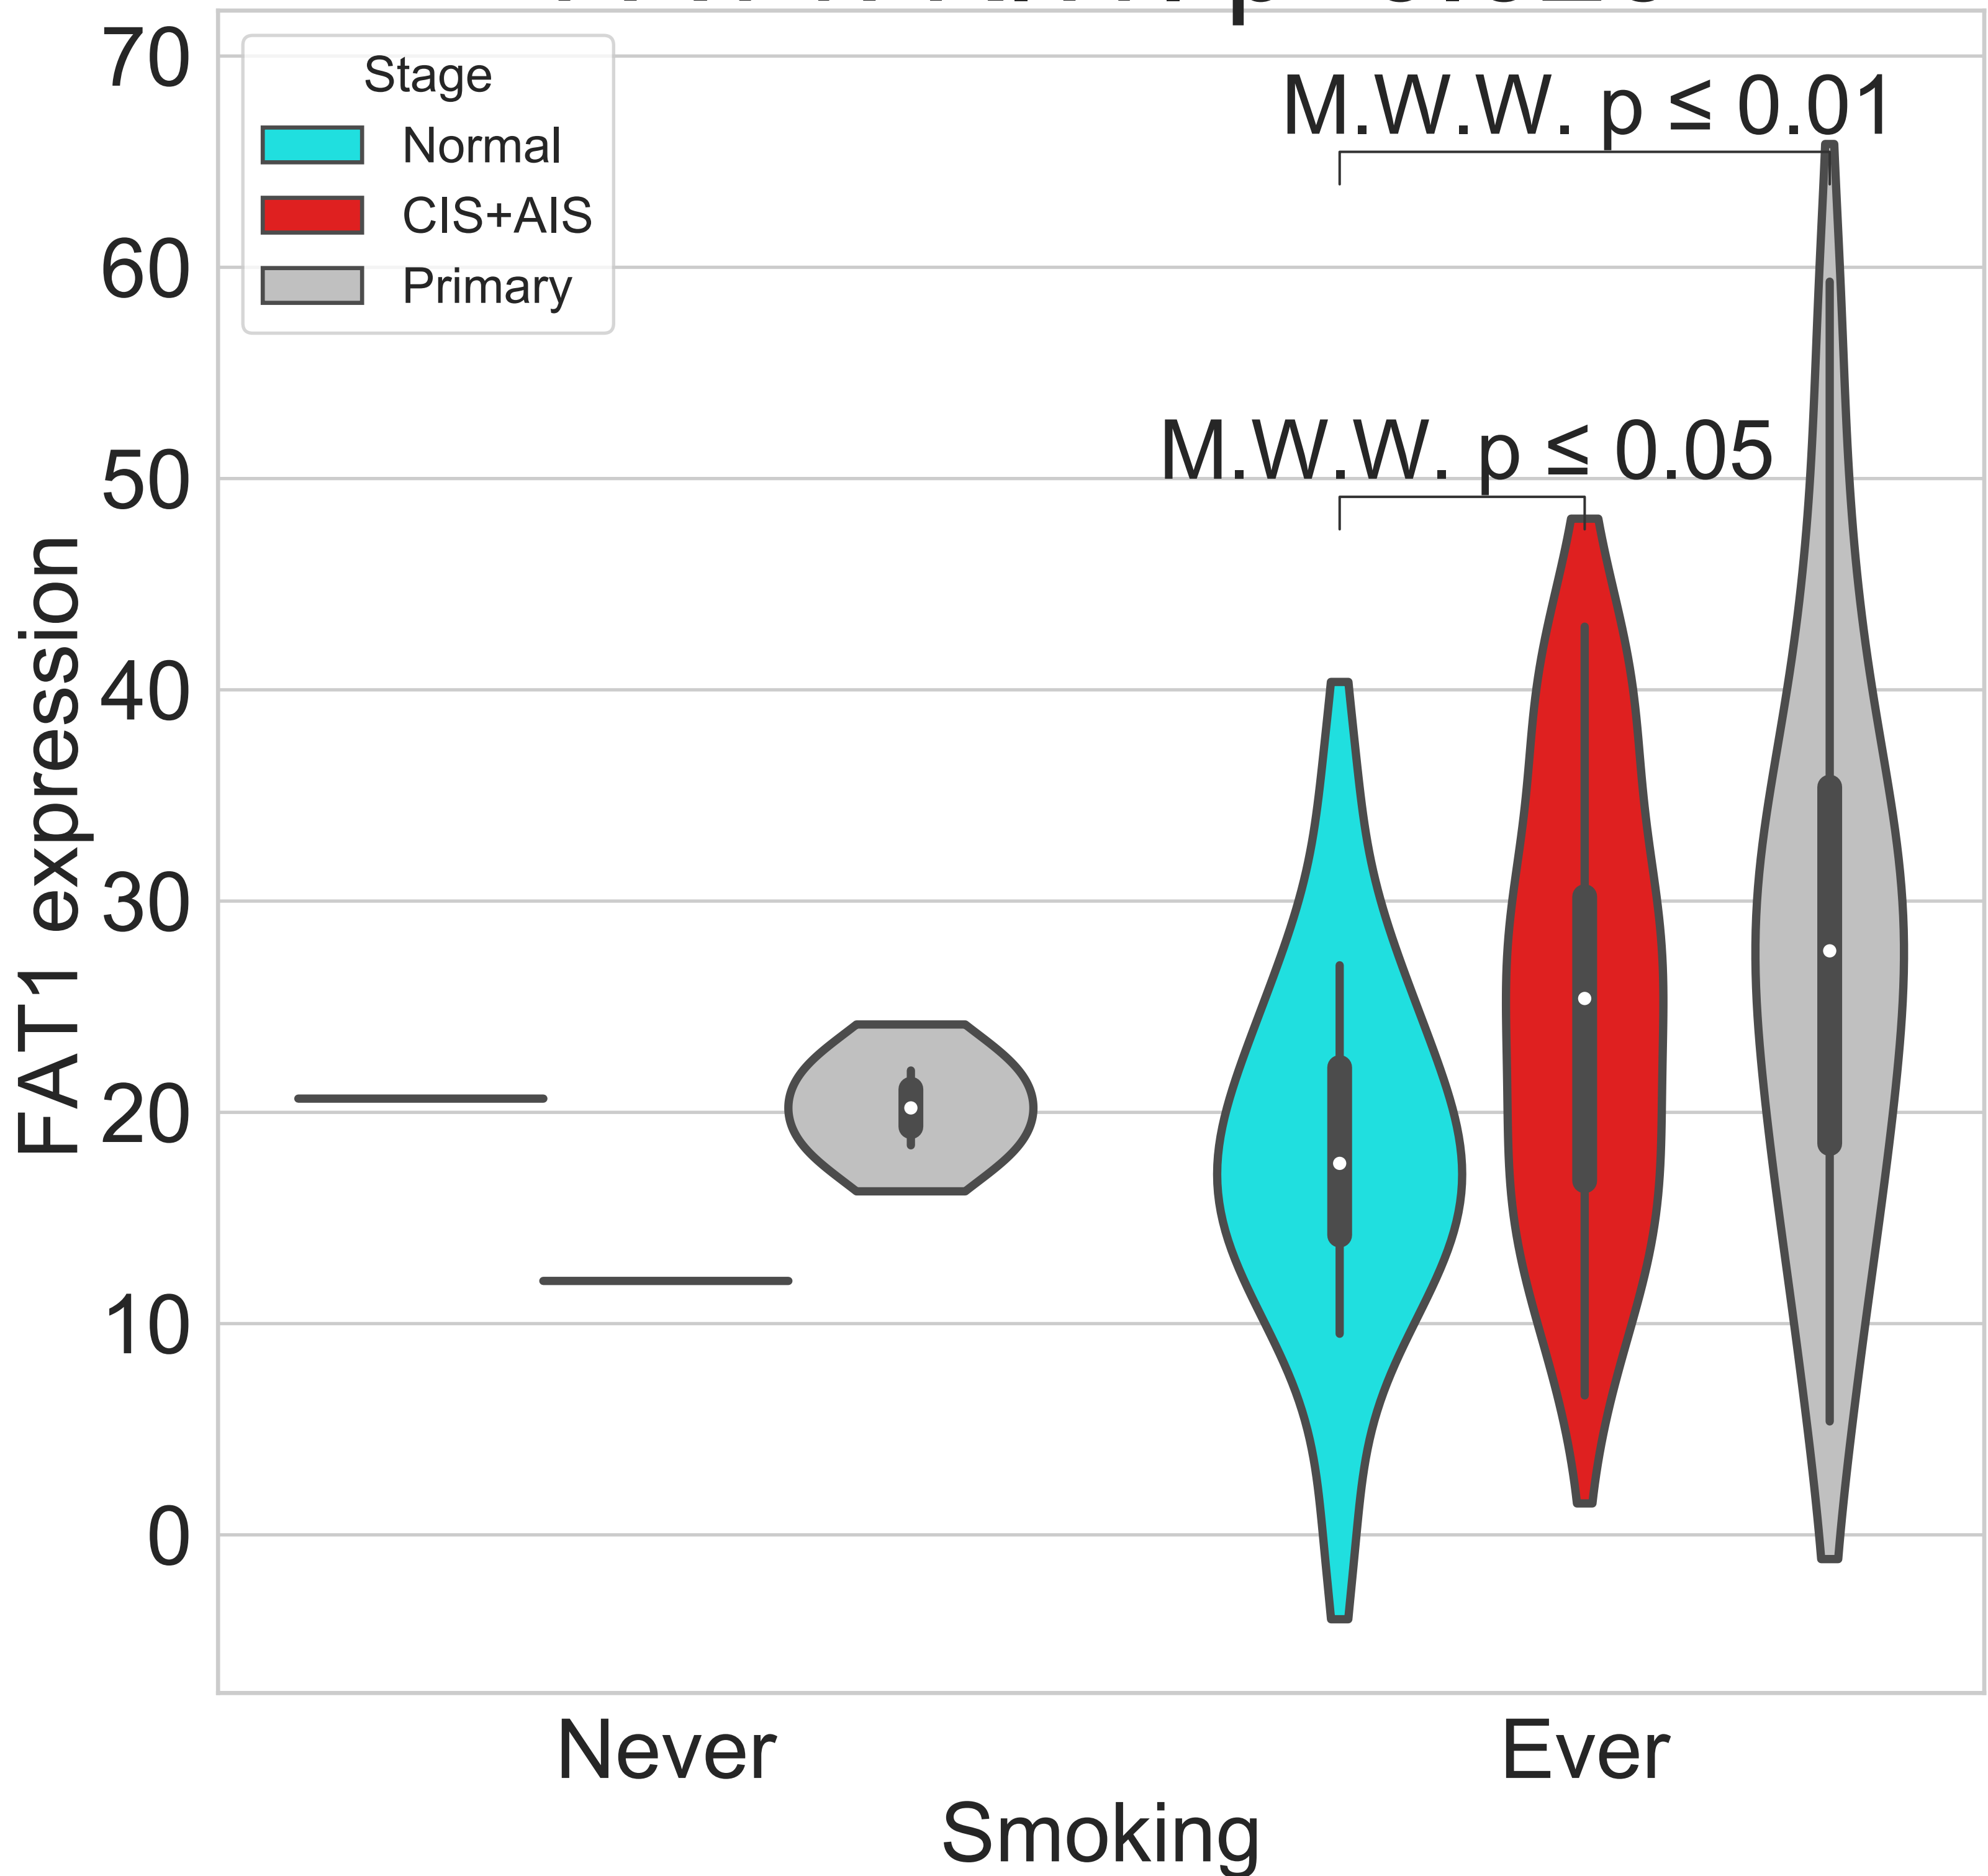 70
60
50
40
30
20
10
0
FAT1 expression
Stage
Normal
CIS+AIS
Primary
M.W.W. p ≤ 0.01
M.W.W. p ≤ 0.05
Never
Ever
Smoking